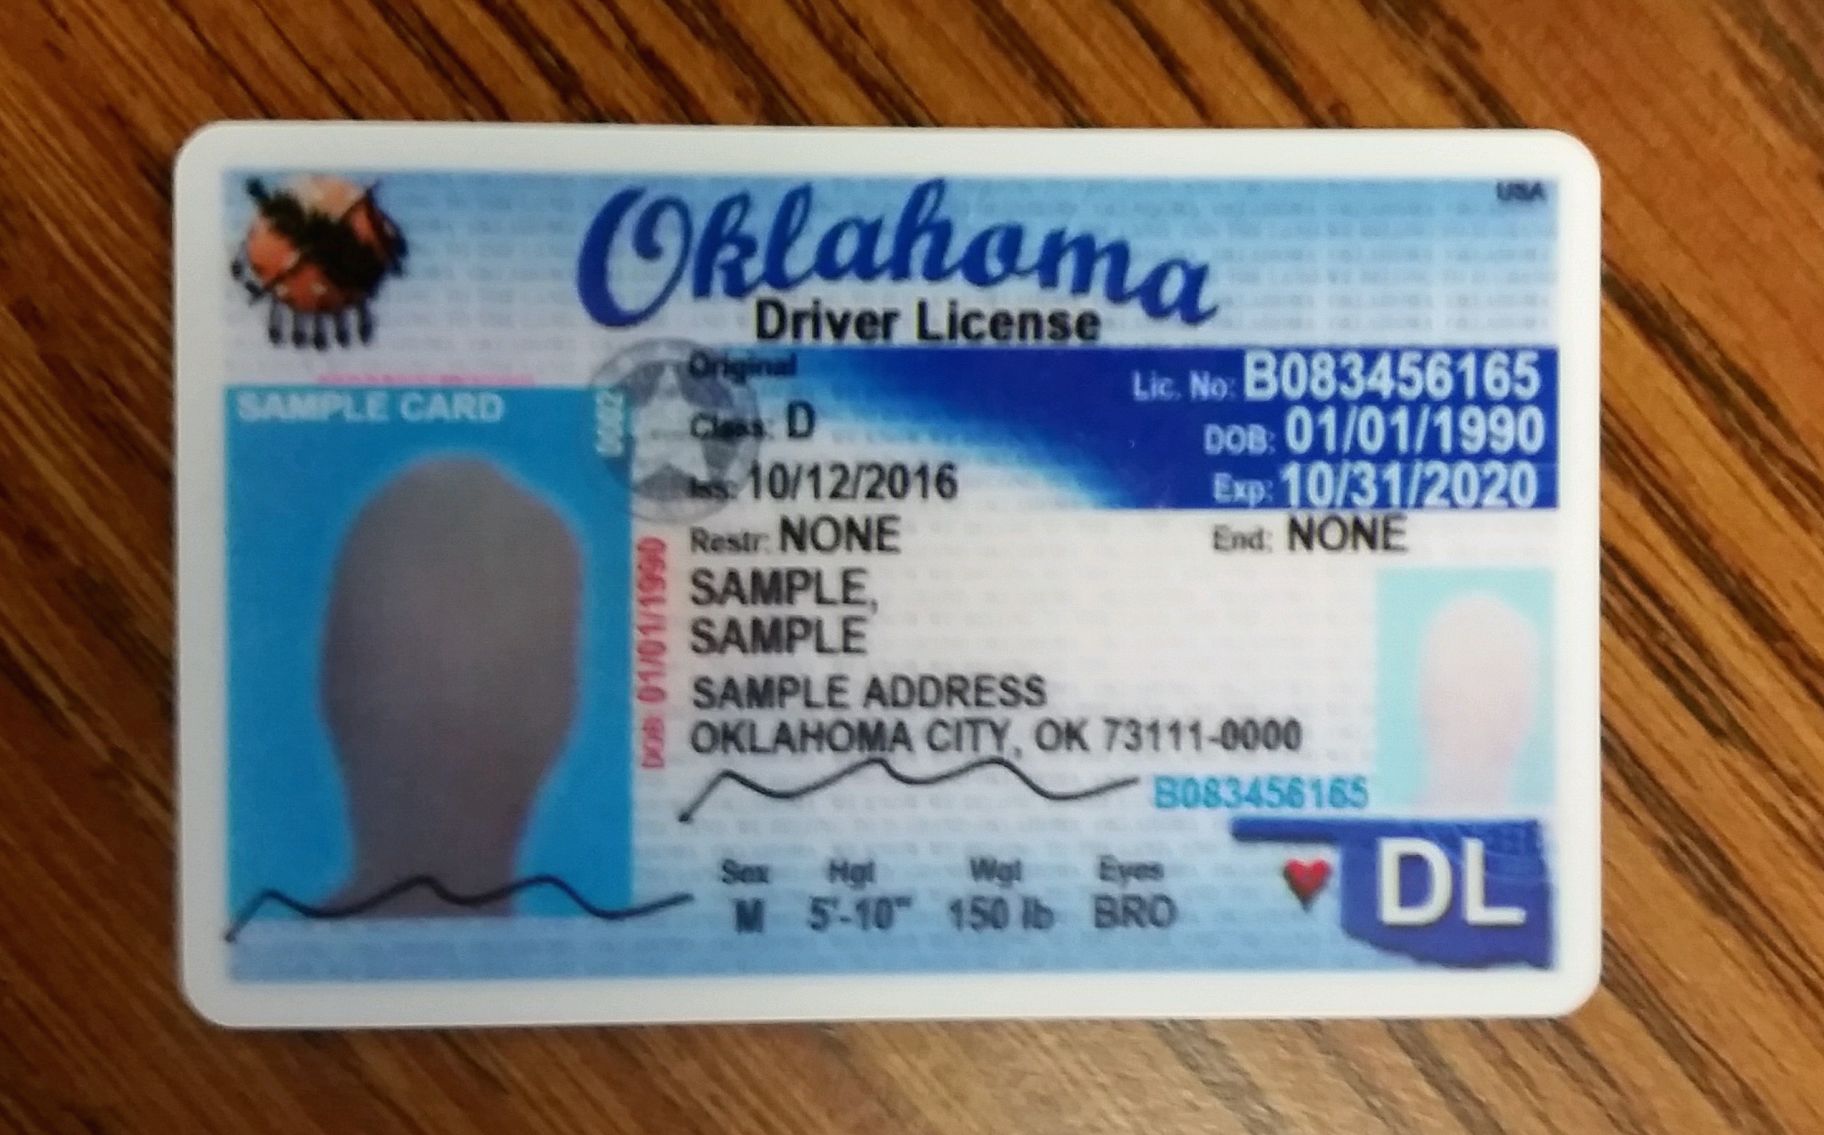 USA
Oklahoma
Driver License
Original
Lic. No: B083456165
Class: D
DOB: 01/01/1990
Iss: 10/12/2016
Exp: 10/31/2020
Restr: NONE
End: NONE
SAMPLE CARD
0002
DOB: 01/01/1990
SAMPLE,
SAMPLE
SAMPLE ADDRESS
OKLAHOMA CITY, OK 73111-0000
B083456165
Sex Hgt Wgt Eyes
M 5'-10" 150 lb BRO
DL